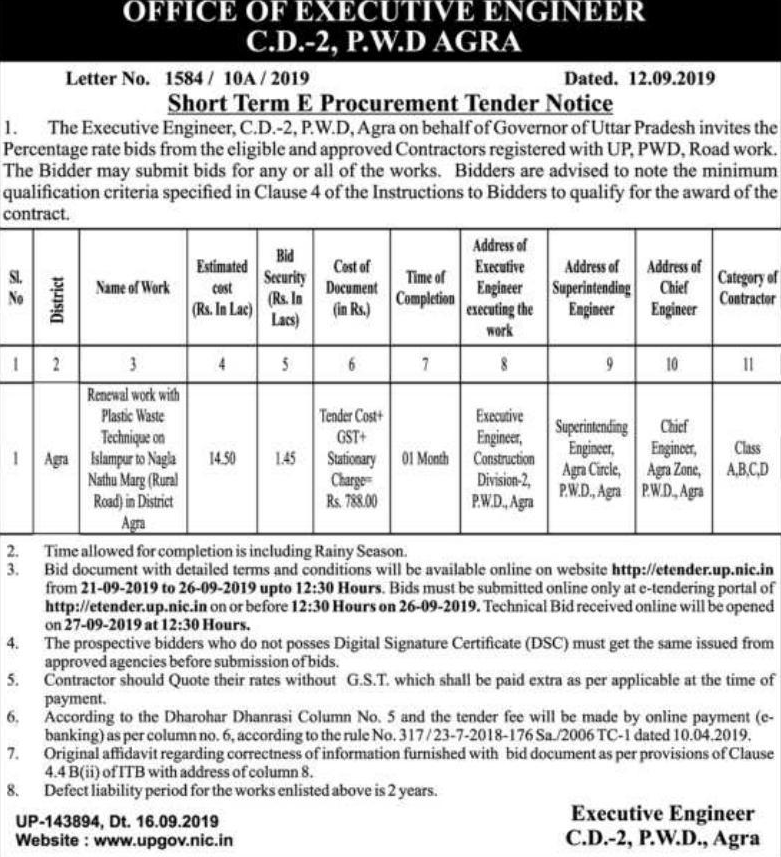 OFFICE OF EXECUTIVE ENGINEER
C.D.-2, P.W.D AGRA
Letter No. 1584 / 10A / 2019 Dated. 12.09.2019
Short Term E Procurement Tender Notice
1. The Executive Engineer, C.D.-2, P.W.D, Agra on behalf of Governor of Uttar Pradesh invites the
Percentage rate bids from the eligible and approved Contractors registered with UP, PWD, Road work.
The Bidder may submit bids for any or all of the works. Bidders are advised to note the minimum
qualification criteria specified in Clause 4 of the Instructions to Bidders to qualify for the award of the
contract.
Sl.
No
District
Name of Work
Estimated
cost
(Rs. In Lac)
Bid
Security
(Rs. In
Lacs)
Cost of
Document
(in Rs.)
Time of
Completion
Address of
Executive
Engineer
executing the
work
Address of
Superintending
Engineer
Address of
Chief
Engineer
Category of
Contractor
1 2 3 4 5 6 7 8 9 10 11
1
Agra
Renewal work with
Plastic Waste
Technique on
Islampur to Nagla
Nathu Marg (Rural
Road) in District
Agra
14.50
1.45
Tender Cost+
GST+
Stationary
Charge=
Rs. 788.00
01 Month
Executive
Engineer,
Construction
Division-2,
P.W.D., Agra
Superintending
Engineer,
Agra Circle,
P.W.D., Agra
Chief
Engineer,
Agra Zone,
P.W.D., Agra
Class
A,B,C,D
2. Time allowed for completion is including Rainy Season.
3. Bid document with detailed terms and conditions will be available online on website http://etender.up.nic.in
from 21-09-2019 to 26-09-2019 upto 12:30 Hours. Bids must be submitted online only at e-tendering portal of
http://etender.up.nic.in on or before 12:30 Hours on 26-09-2019. Technical Bid received online will be opened
on 27-09-2019 at 12:30 Hours.
4. The prospective bidders who do not posses Digital Signature Certificate (DSC) must get the same issued from
approved agencies before submission of bids.
5. Contractor should Quote their rates without G.S.T. which shall be paid extra as per applicable at the time of
payment.
6. According to the Dharohar Dhanrasi Column No. 5 and the tender fee will be made by online payment (e-
banking) as per column no. 6, according to the rule No. 317 / 23-7-2018-176 Sa./2006 TC-1 dated 10.04.2019.
7. Original affidavit regarding correctness of information furnished with bid document as per provisions of Clause
4.4 B(ii) of ITB with address of column 8.
8. Defect liability period for the works enlisted above is 2 years.
UP-143894, Dt. 16.09.2019
Website : www.upgov.nic.in
Executive Engineer
C.D.-2, P.W.D., Agra